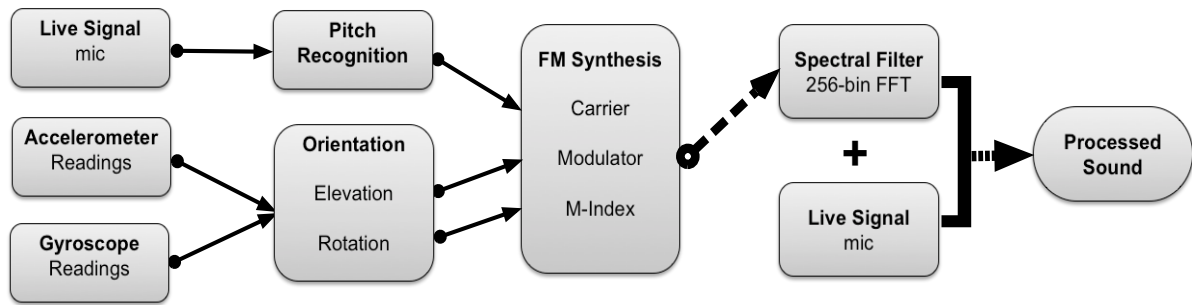 Live Signal
mic
Pitch
Recognition
Accelerometer
Readings
Gyroscope
Readings
Orientation
Elevation
Rotation
FM Synthesis
Carrier
Modulator
M-Index
Spectral Filter
256-bin FFT
+
Live Signal
mic
Processed
Sound